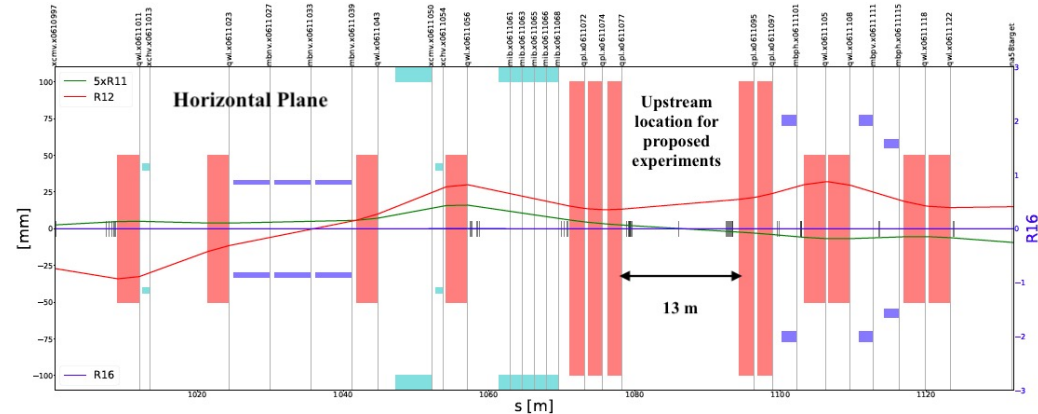 xcmv.x0610997
qwl.x0611011
xchv.x0611013
qwl.x0611023
mbnv.x0611027
mbnv.x0611033
mbnv.x0611039
qwl.x0611043
xcmv.x0611050
xchv.x0611054
qwl.x0611056
mib.x0611061
mib.x0611063
mib.x0611065
mib.x0611066
mib.x0611068
qpl.x0611072
qpl.x0611074
qpl.x0611077
qpl.x0611095
qpl.x0611097
mbph.x0611101
qwl.x0611105
qwl.x0611108
mbpv.x0611111
mbph.x0611115
qwl.x0611118
qwl.x0611122
na58target
5xR11
R12
Horizontal Plane
Upstream
location for
proposed
experiments
13 m
R16
100
75
50
25
0
−25
−50
−75
−100
[mm]
3
2
1
0
−1
−2
−3
R16
1020
1040
1060
1080
1100
1120
s [m]